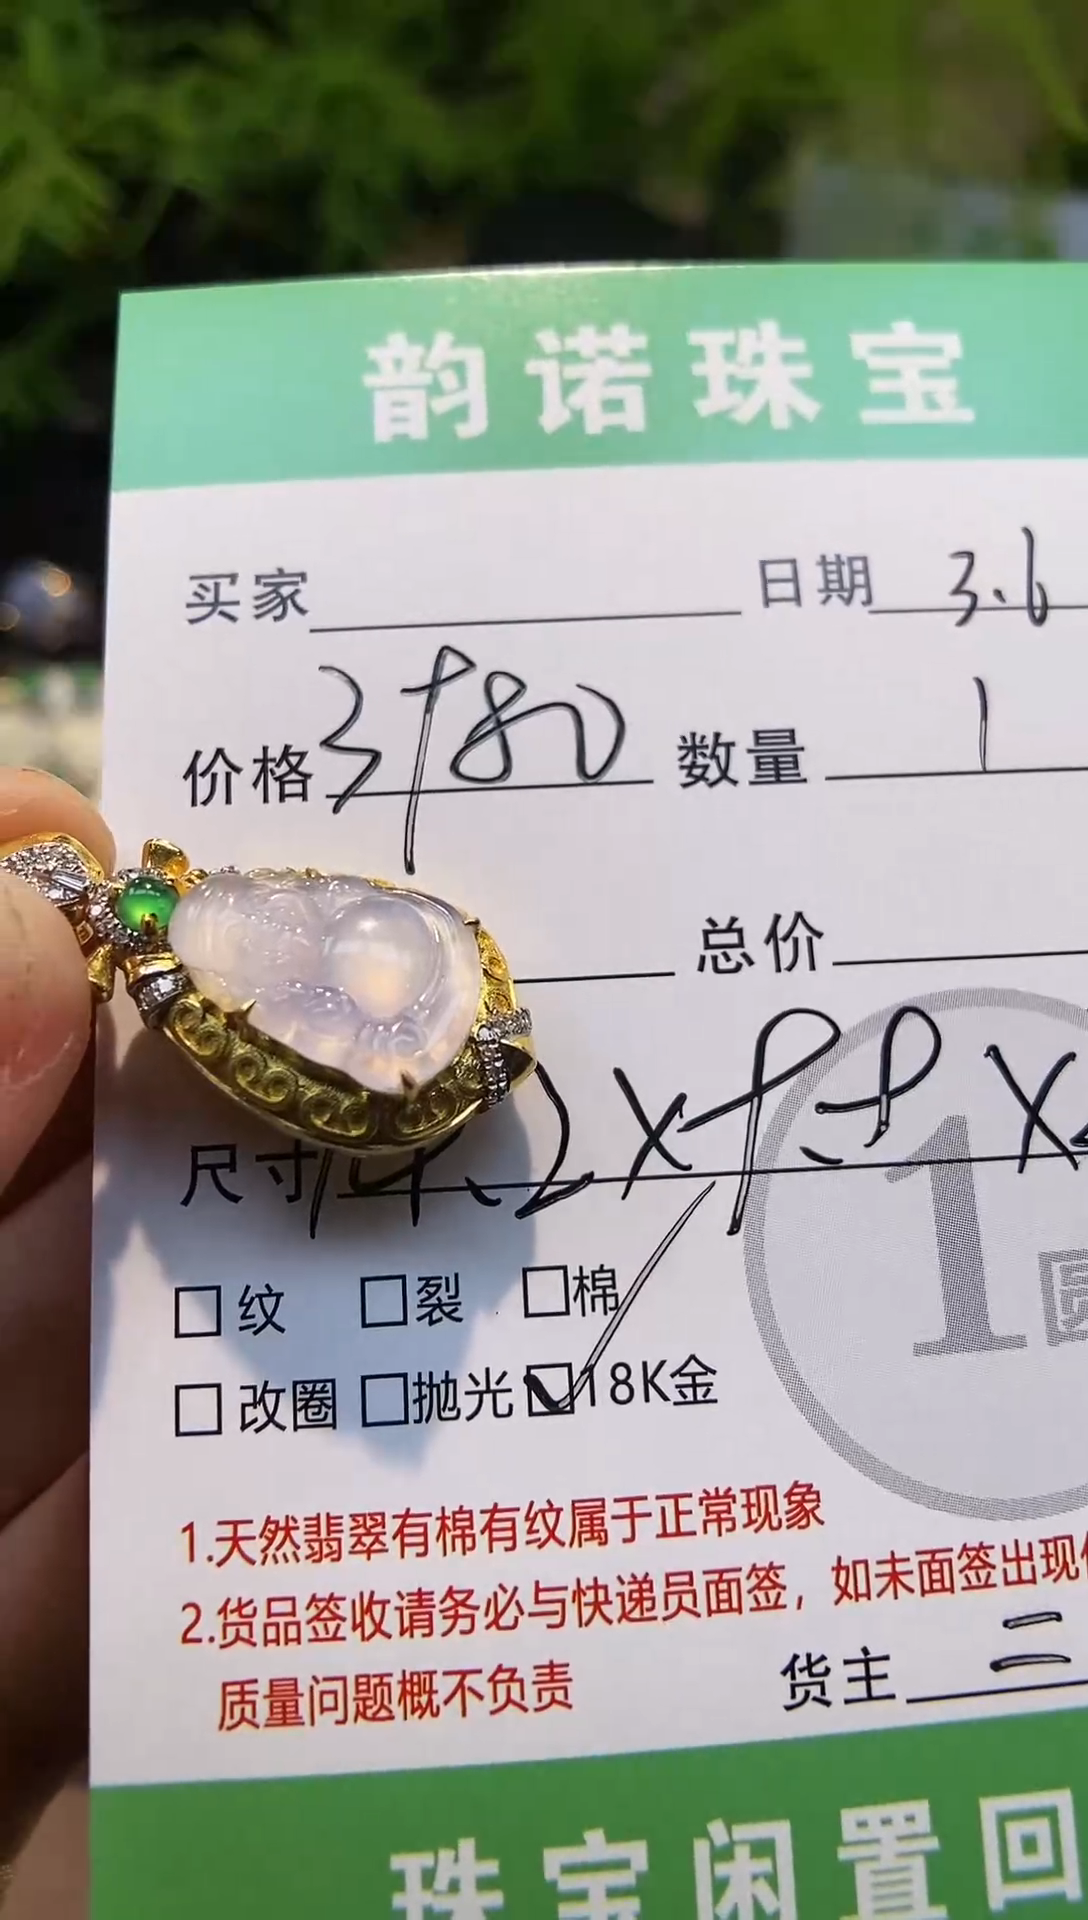 韵诺珠宝
买家 日期 3.6
价格 3980 数量 1
总价
尺寸 .2x9.9x
□纹 □裂 □棉
□改圈 □抛光 ☑18K金
1
1.天然翡翠有棉有纹属于正常现象
2.货品签收请务必与快递员面签，如未面签出现
质量问题概不负责
货主
珠宝闲置回